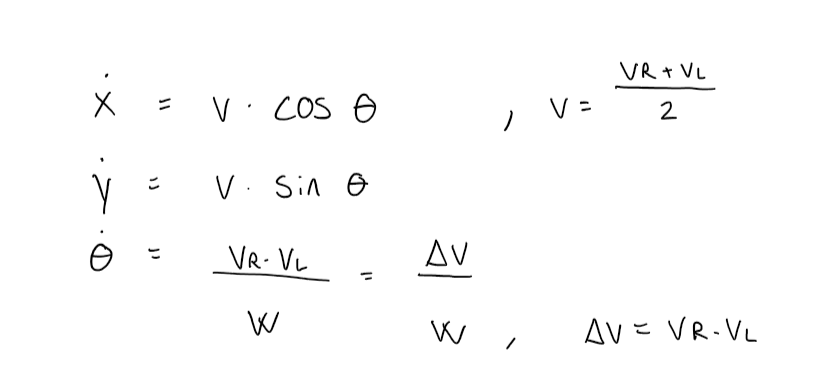 ẋ = v · cos θ , v = (VR + VL) / 2
ẏ = v · sin θ
θ̇ = (VR - VL) / W = ΔV / W , ΔV = VR - VL